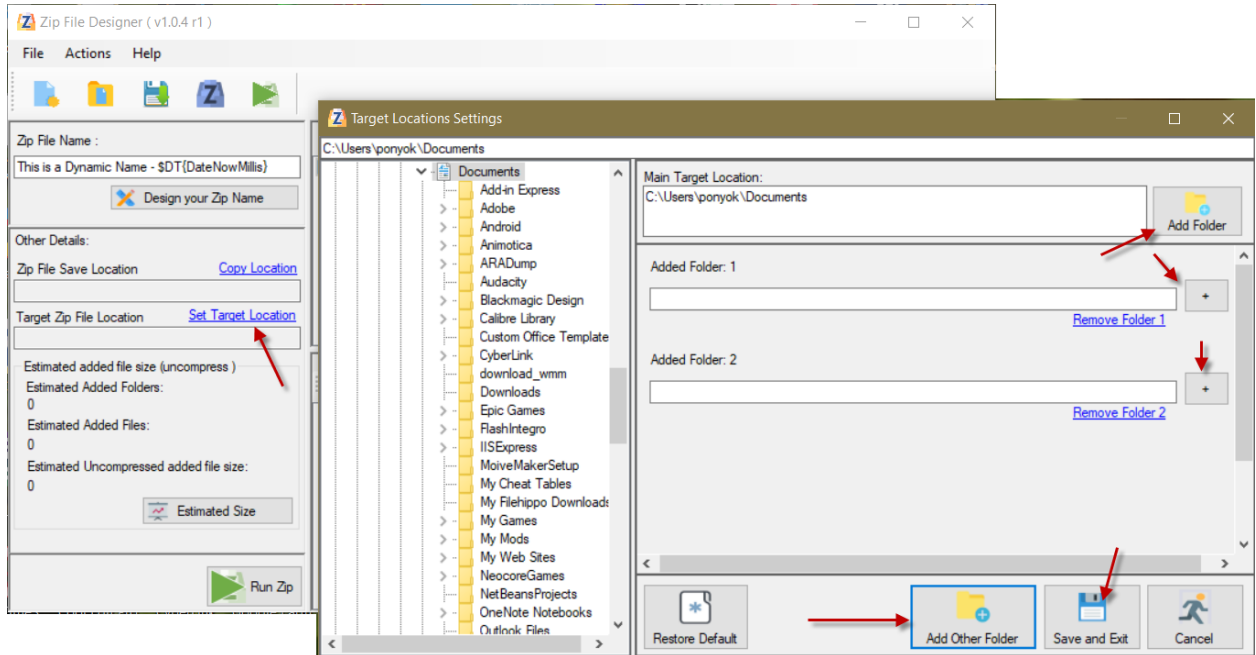 Zip File Designer ( v1.0.4 r1 )
File Actions Help
Zip File Name :
This is a Dynamic Name - $DT{DateNowMillis}
Design your Zip Name
Other Details:
Zip File Save Location Copy Location
Target Zip File Location Set Target Location
Estimated added file size (uncompress )
Estimated Added Folders:
0
Estimated Added Files:
0
Estimated Uncompressed added file size:
0
Estimated Size
Run Zip
Target Locations Settings
C:\Users\ponyok\Documents
Documents
Add-in Express
Adobe
Android
Animotica
ARADump
Audacity
Blackmagic Design
Calibre Library
Custom Office Template
CyberLink
download_wmm
Downloads
Epic Games
FlashIntegro
IISExpress
MoiveMakerSetup
My Cheat Tables
My Filehippo Downloads
My Games
My Mods
My Web Sites
NeocoreGames
NetBeansProjects
OneNote Notebooks
Outlook Files
Main Target Location:
C:\Users\ponyok\Documents
Add Folder
Added Folder: 1
+
Remove Folder 1
Added Folder: 2
+
Remove Folder 2
Restore Default
Add Other Folder
Save and Exit
Cancel